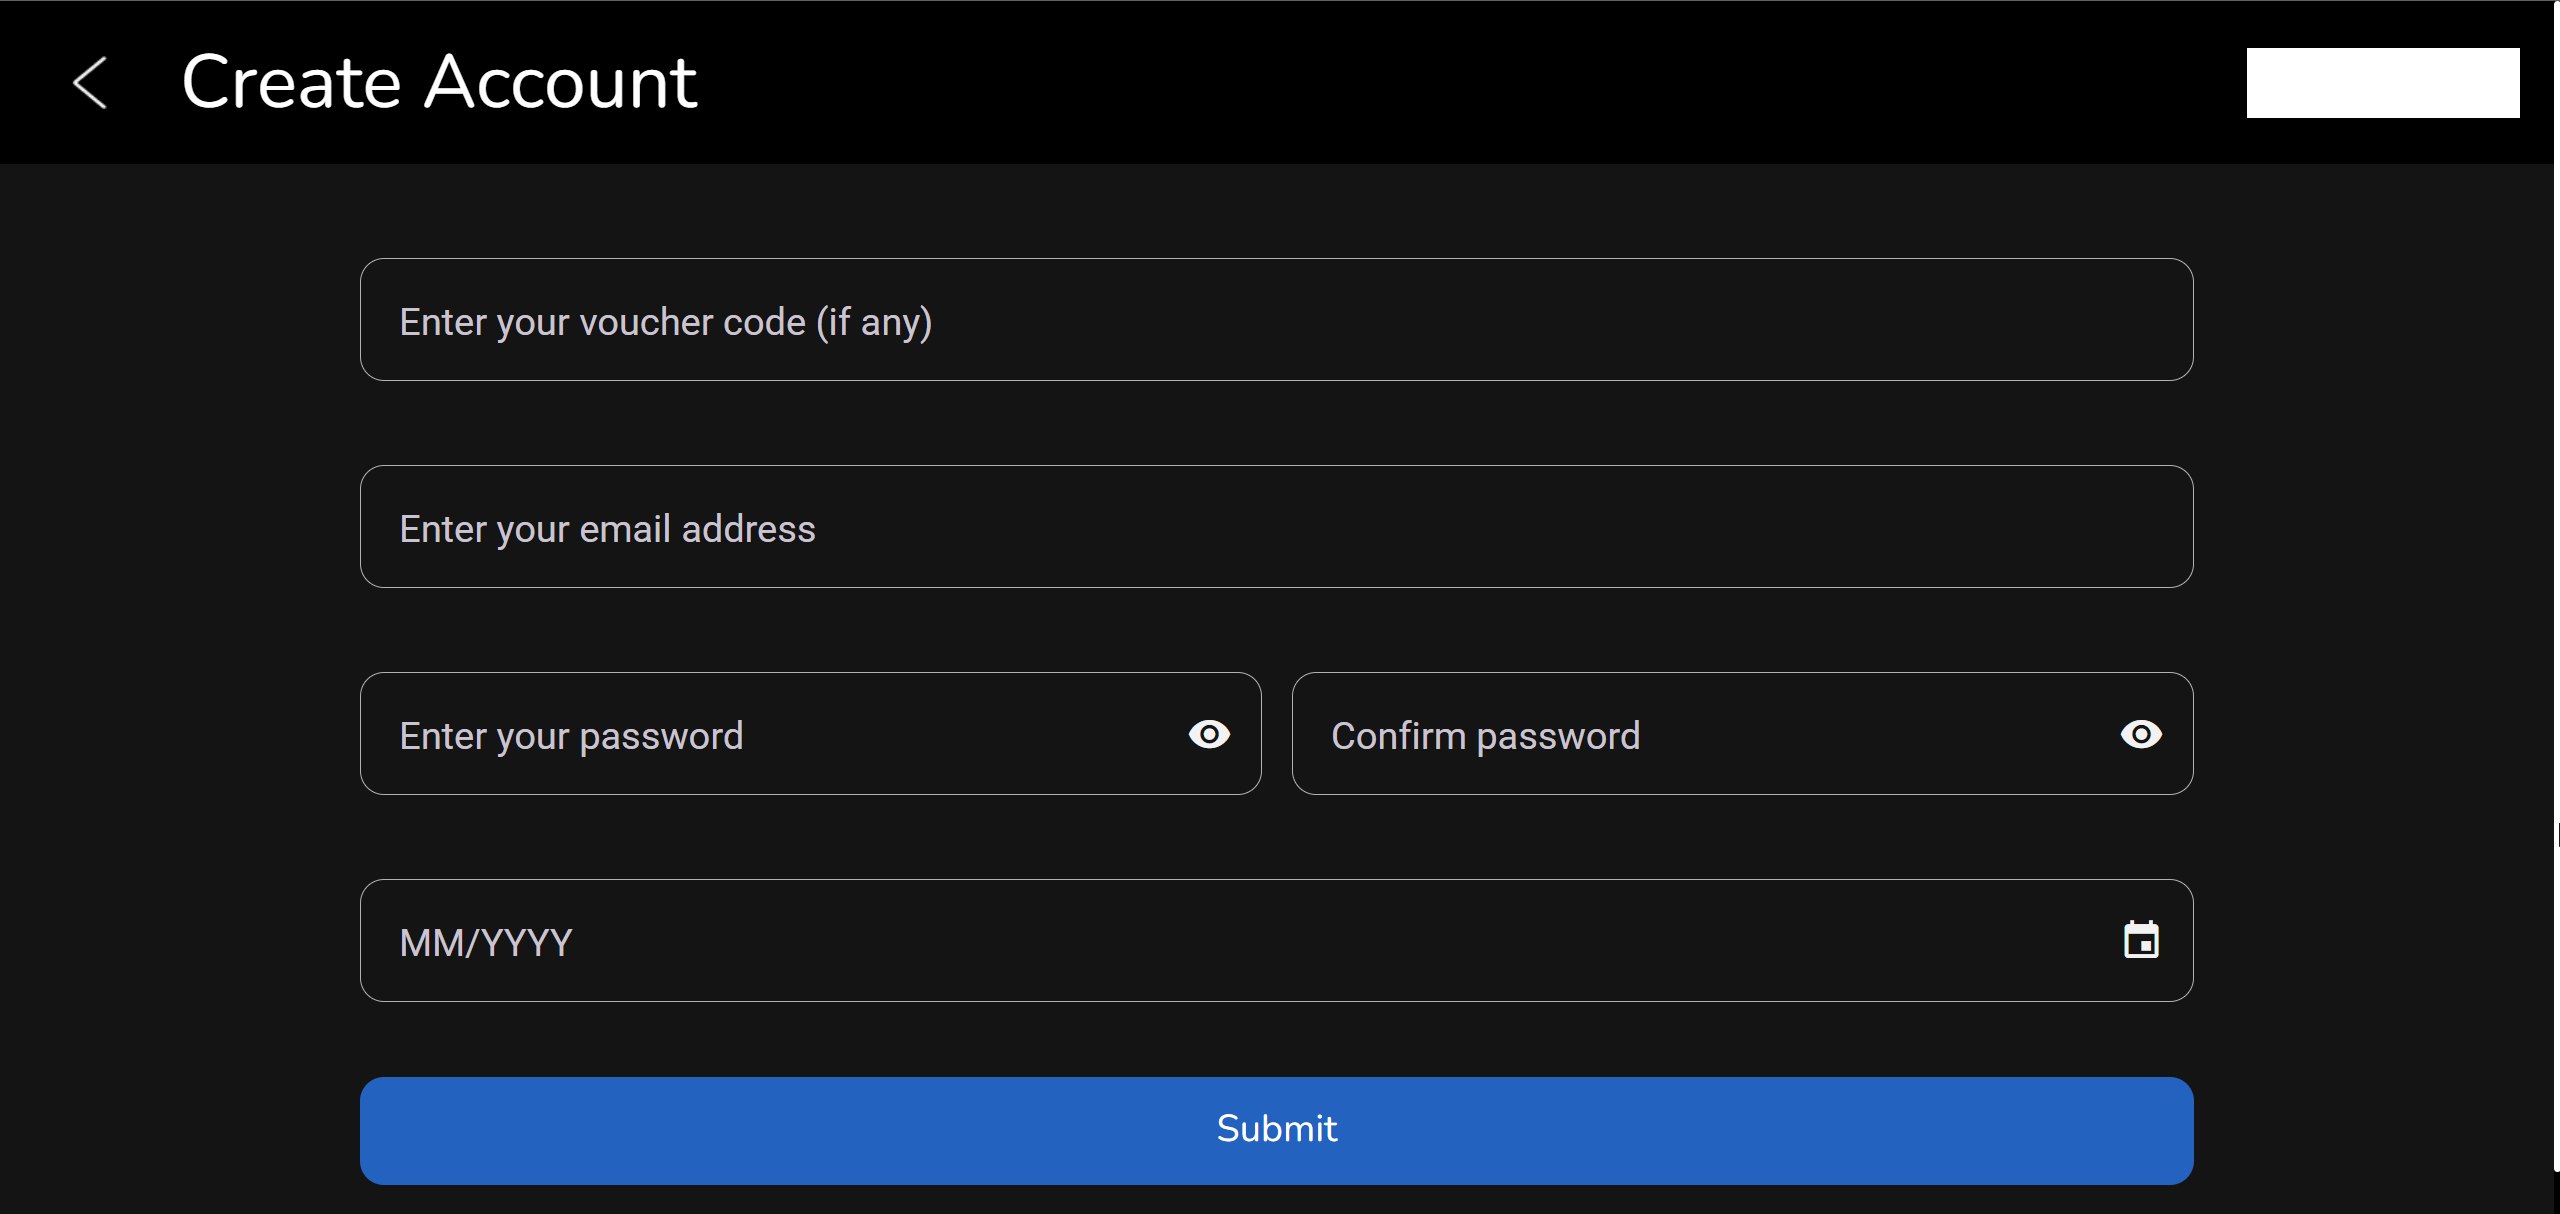 Create Account
Enter your voucher code (if any)
Enter your email address
Enter your password
Confirm password
MM/YYYY
Submit